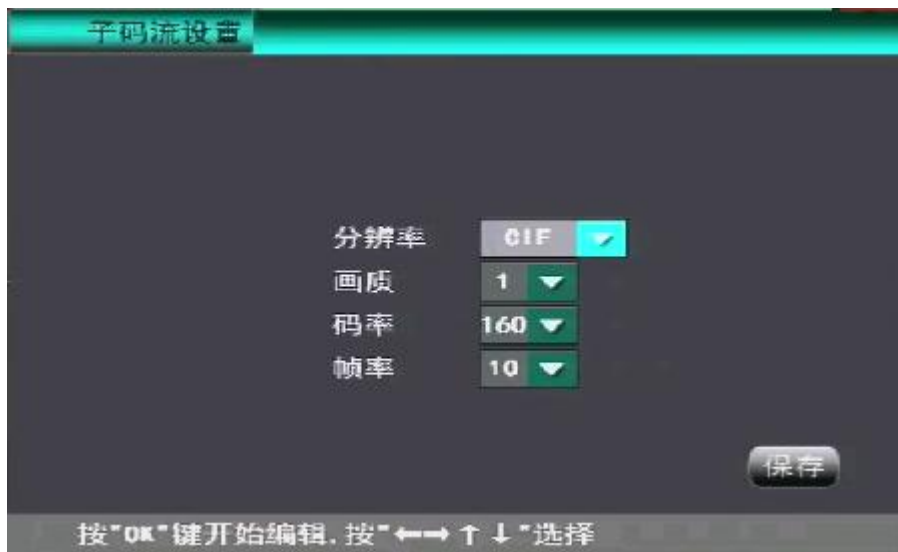 子码流设置
分辨率 CIF
画质 1
码率 160
帧率 10
保存
按"OK"键开始编辑.按"←→↑↓"选择